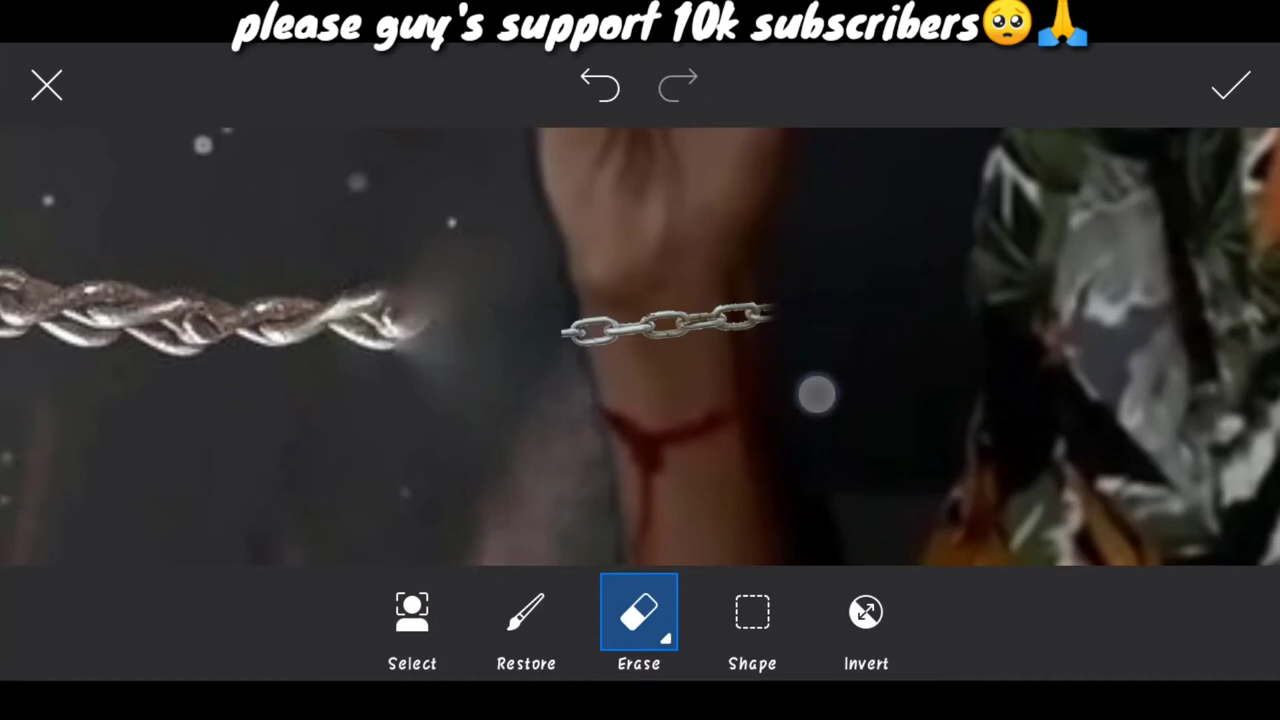 please guy's support 10k subscribers🥺🙏
Select
Restore
Erase
Shape
Invert